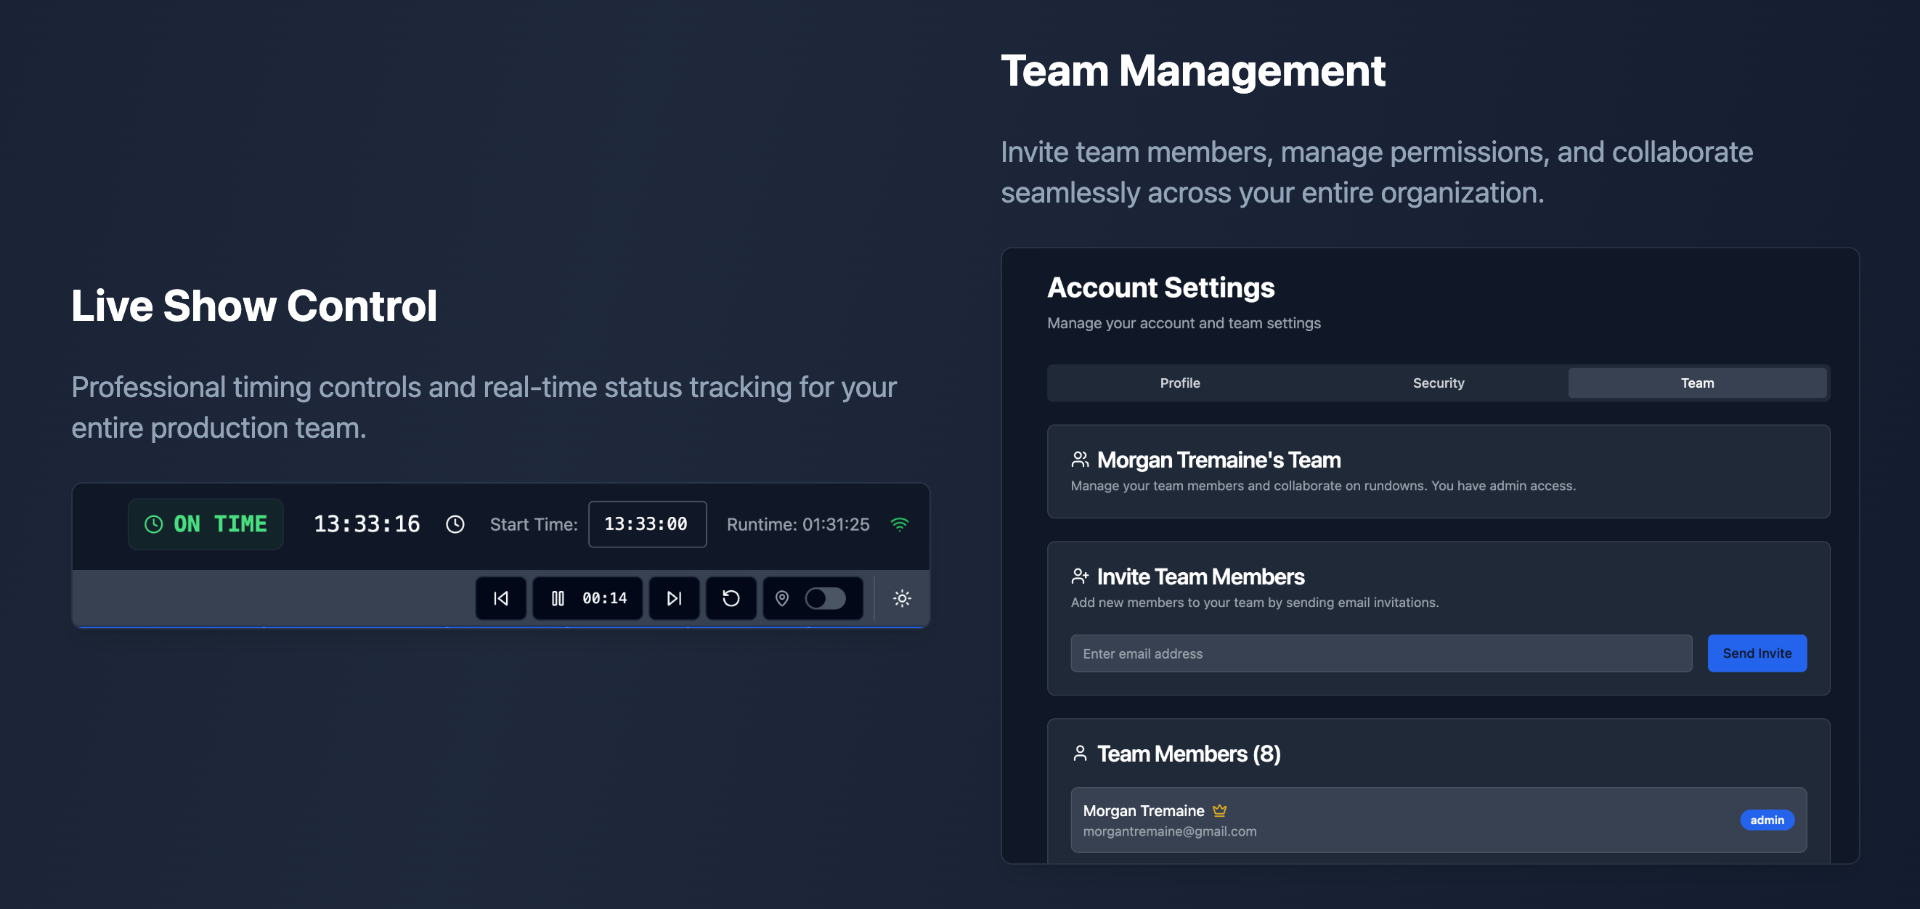 Live Show Control
Professional timing controls and real-time status tracking for your
entire production team.
ON TIME 13:33:16 Start Time: 13:33:00 Runtime: 01:31:25
00:14
Team Management
Invite team members, manage permissions, and collaborate
seamlessly across your entire organization.
Account Settings
Manage your account and team settings
Profile Security Team
Morgan Tremaine's Team
Manage your team members and collaborate on rundowns. You have admin access.
Invite Team Members
Add new members to your team by sending email invitations.
Enter email address Send Invite
Team Members (8)
Morgan Tremaine
morgantremaine@gmail.com
admin